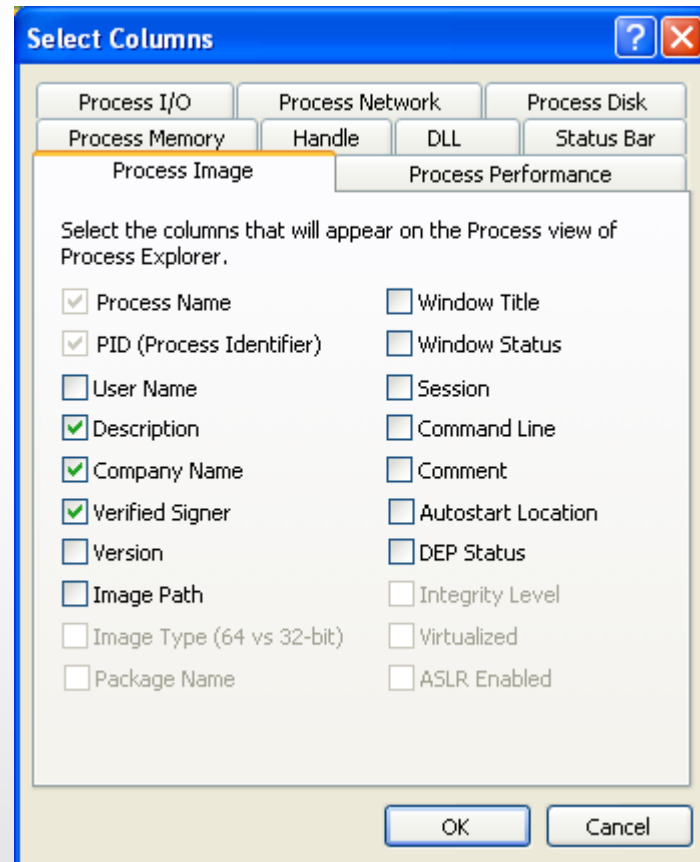 Select Columns
Process I/O Process Network Process Disk
Process Memory Handle DLL Status Bar
Process Image Process Performance
Select the columns that will appear on the Process view of
Process Explorer.
Process Name
PID (Process Identifier)
User Name
Description
Company Name
Verified Signer
Version
Image Path
Image Type (64 vs 32-bit)
Package Name
Window Title
Window Status
Session
Command Line
Comment
Autostart Location
DEP Status
Integrity Level
Virtualized
ASLR Enabled
OK Cancel